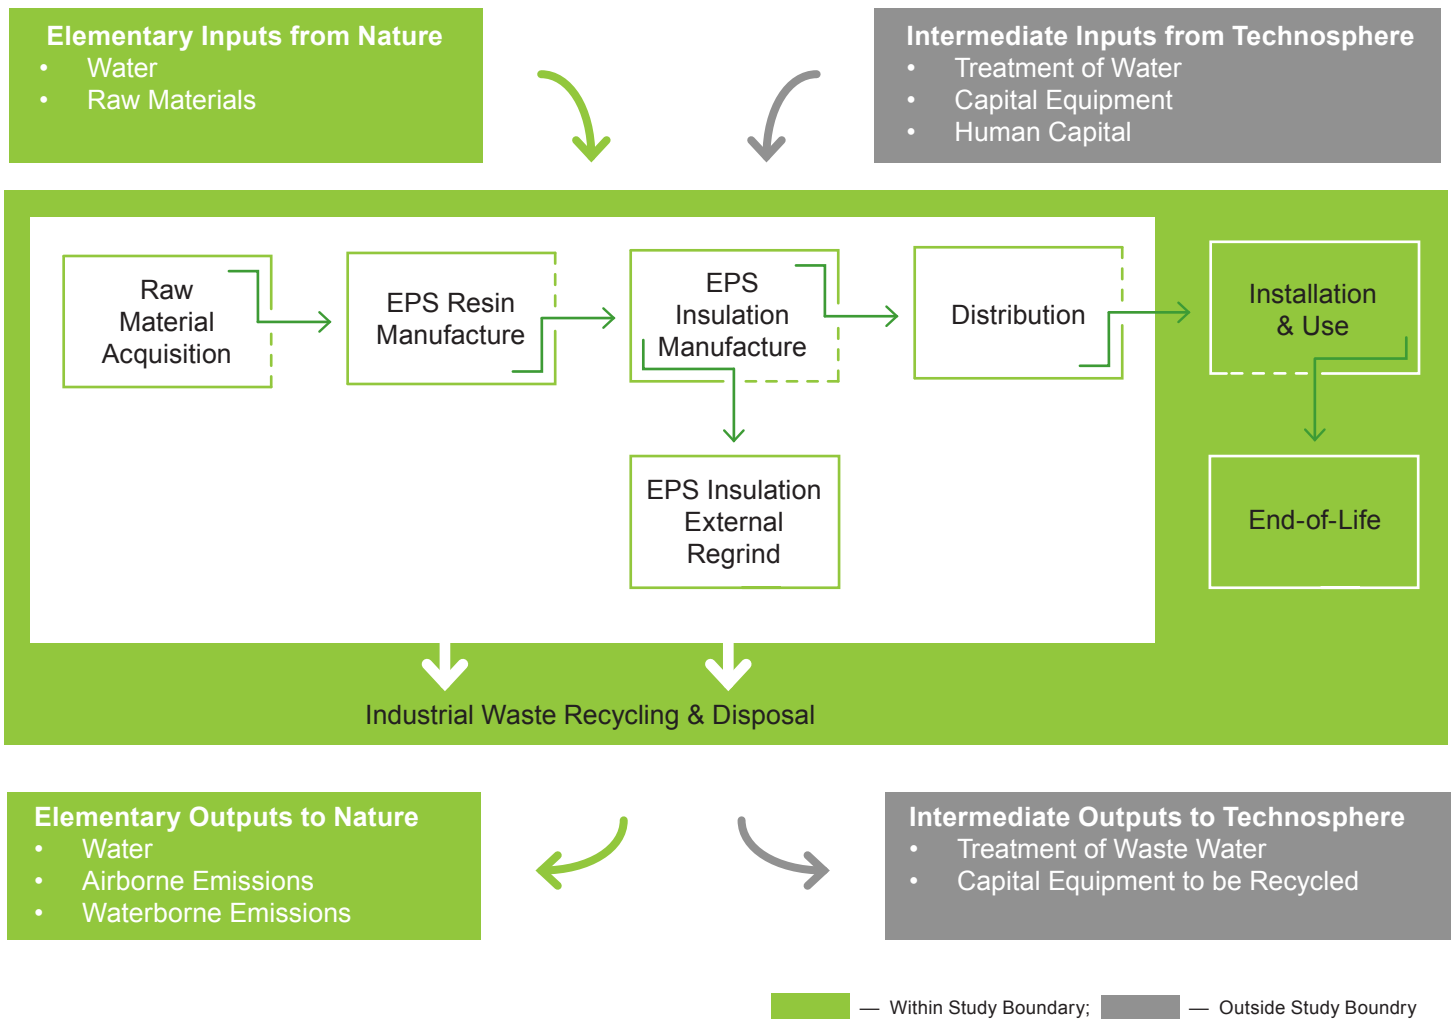 Elementary Inputs from Nature
• Water
• Raw Materials
Intermediate Inputs from Technosphere
• Treatment of Water
• Capital Equipment
• Human Capital
Raw
Material
Acquisition
EPS Resin
Manufacture
EPS
Insulation
Manufacture
Distribution
Installation
& Use
EPS Insulation
External
Regrind
End-of-Life
Industrial Waste Recycling & Disposal
Elementary Outputs to Nature
• Water
• Airborne Emissions
• Waterborne Emissions
Intermediate Outputs to Technosphere
• Treatment of Waste Water
• Capital Equipment to be Recycled
— Within Study Boundary; — Outside Study Boundry